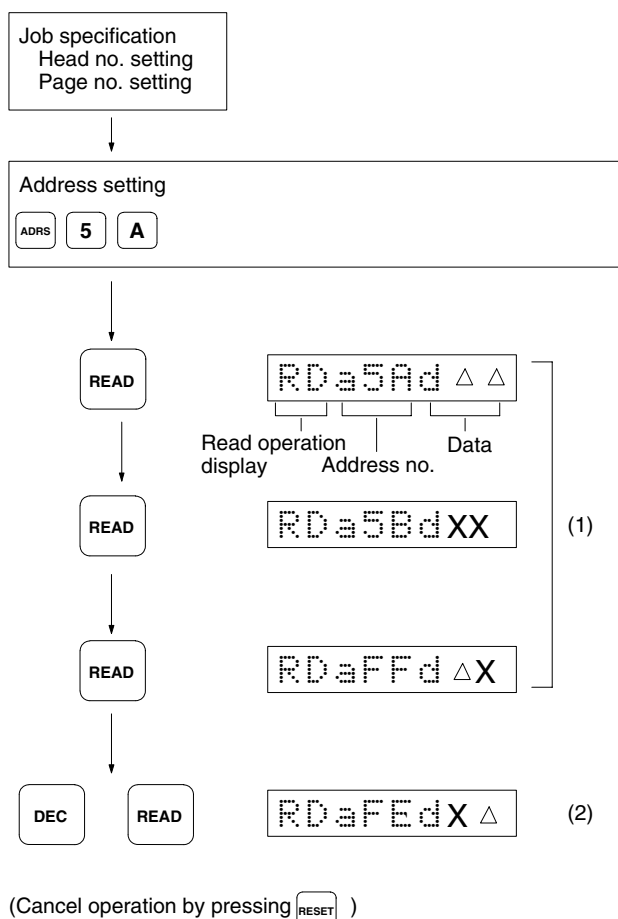 Job specification
Head no. setting
Page no. setting
Address setting
ADRS 5 A
READ RDa5Ad △ △
Read operation display Address no. Data
READ RDa5BdXX (1)
READ RDaFFd △X
DEC READ RDaFEdX △ (2)
(Cancel operation by pressing RESET )